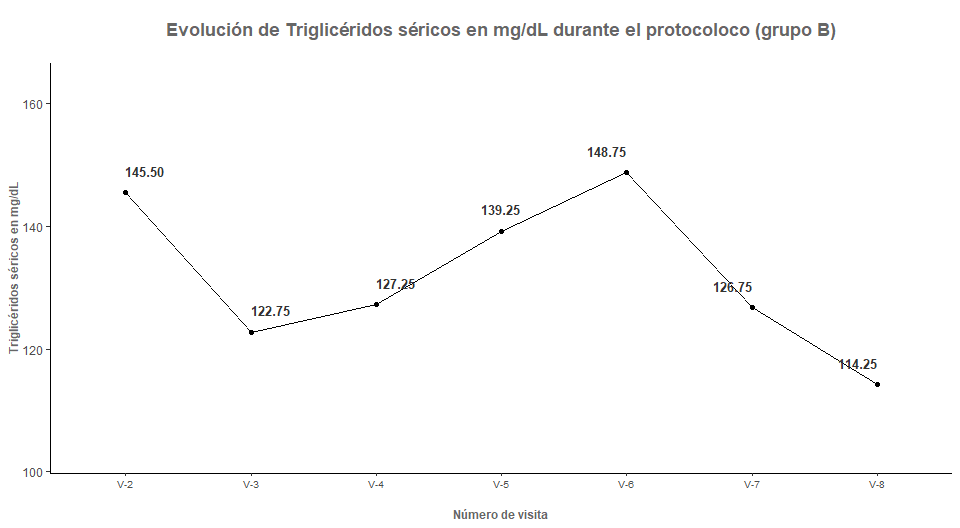 Evolución de Triglicéridos séricos en mg/dL durante el protocoloco (grupo B)
Triglicéridos séricos en mg/dL
160
140
120
100
145.50
122.75
127.25
139.25
148.75
126.75
114.25
V-2
V-3
V-4
V-5
V-6
V-7
V-8
Número de visita